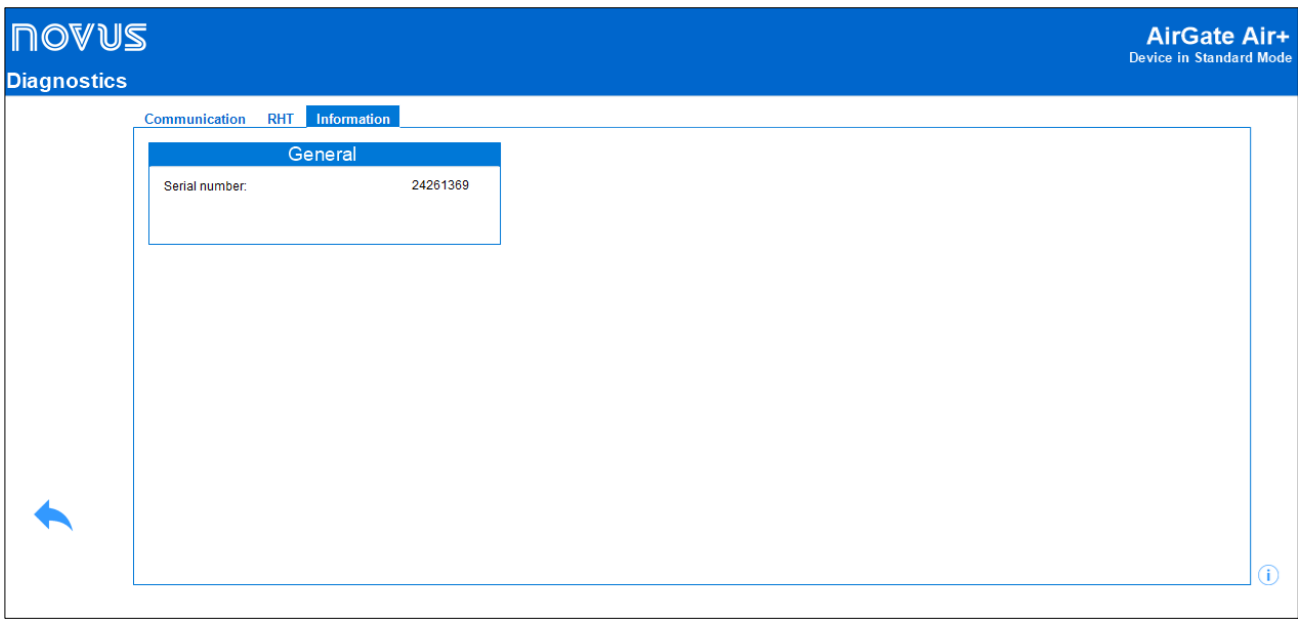 novus
AirGate Air+
Device in Standard Mode
Diagnostics
Communication RHT Information
General
Serial number: 24261369
i